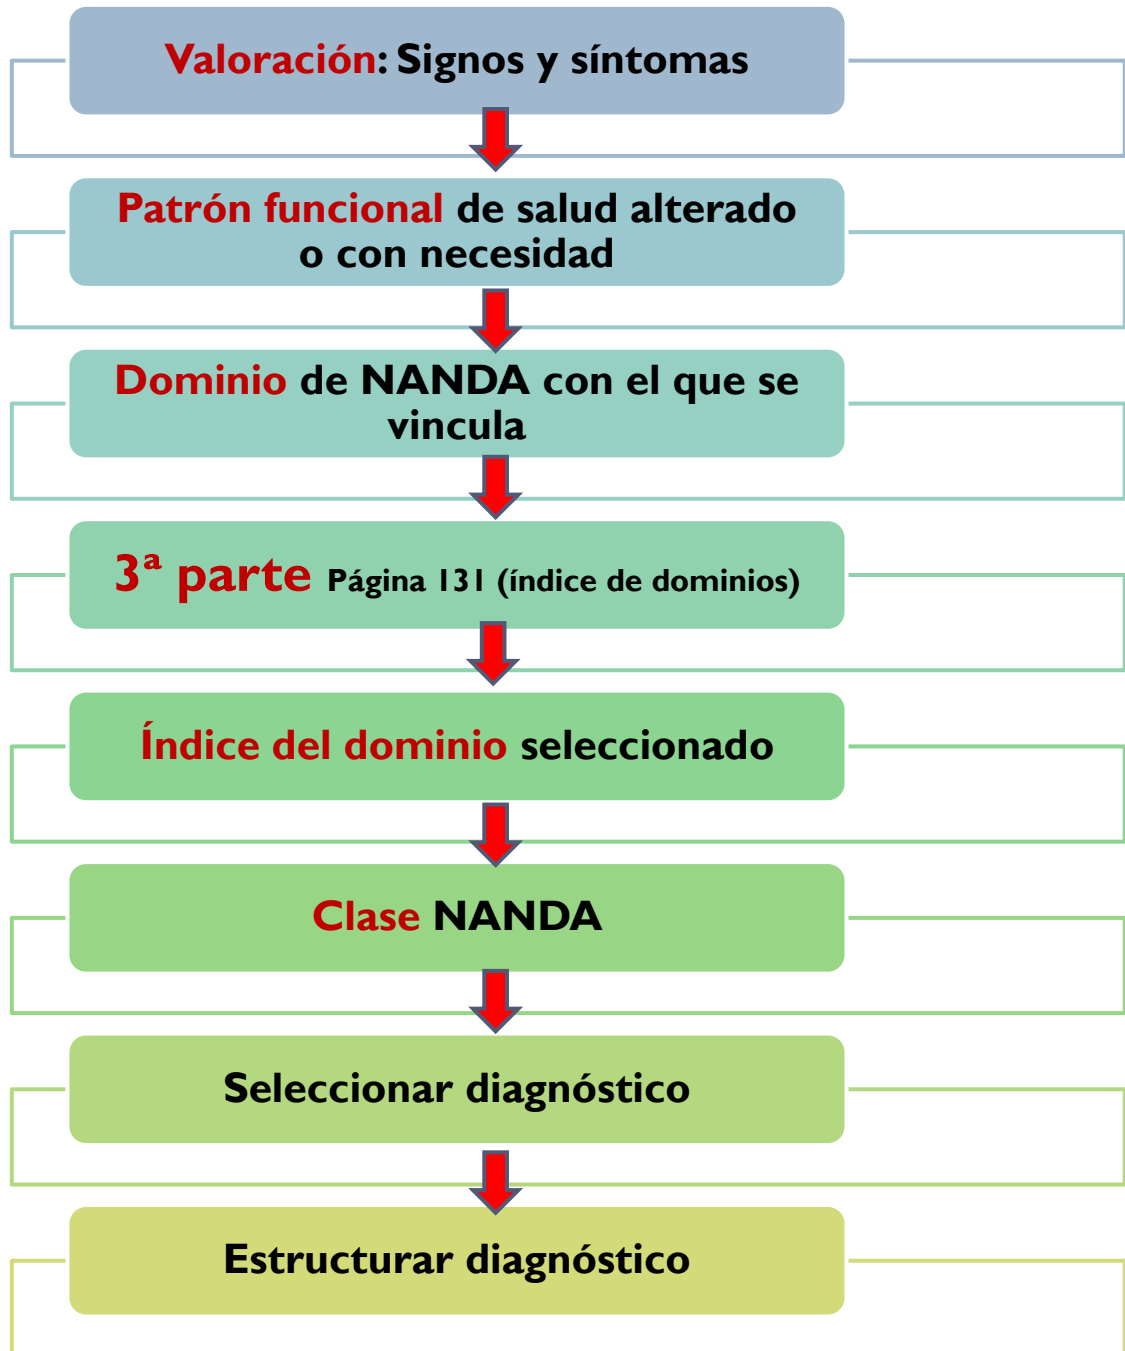 Valoración: Signos y síntomas
Patrón funcional de salud alterado
o con necesidad
Dominio de NANDA con el que se
vincula
3ª parte Página 131 (índice de dominios)
Índice del dominio seleccionado
Clase NANDA
Seleccionar diagnóstico
Estructurar diagnóstico